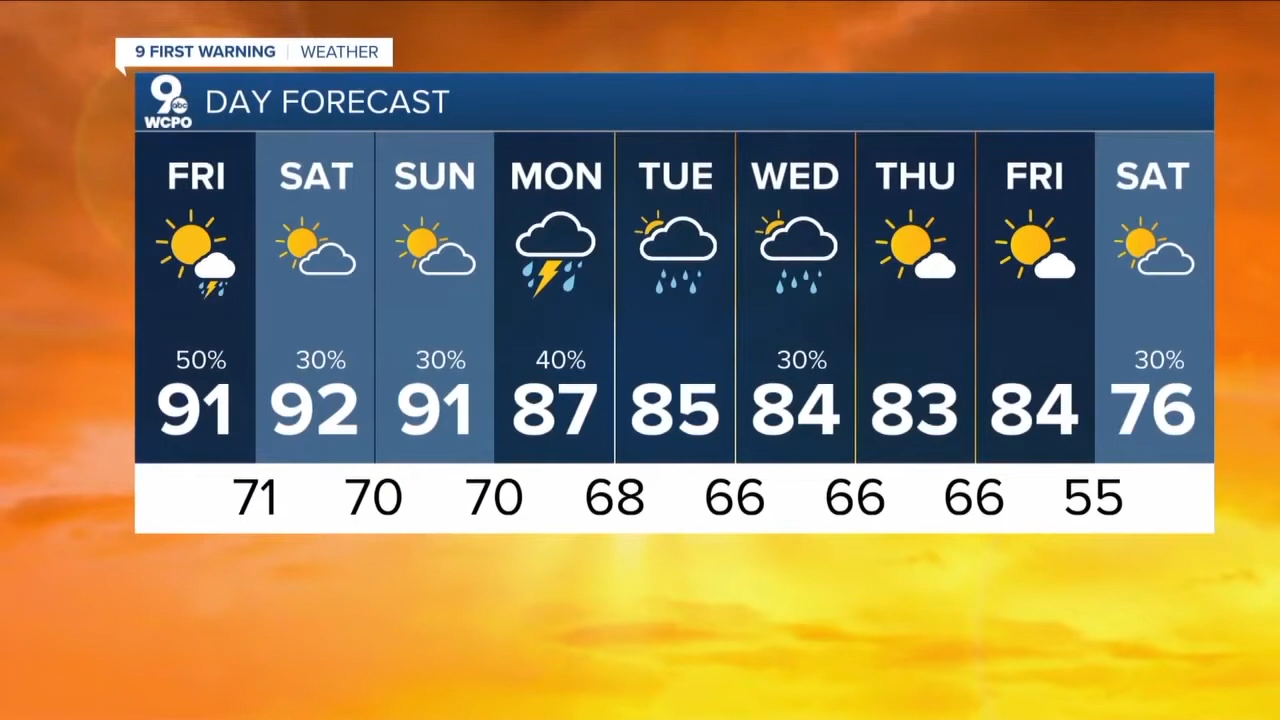 9 FIRST WARNING | WEATHER
9 abc WCPO DAY FORECAST
FRI SAT SUN MON TUE WED THU FRI SAT
50% 30% 30% 40% 30% 30%
91 92 91 87 85 84 83 84 76
71 70 70 68 66 66 66 55